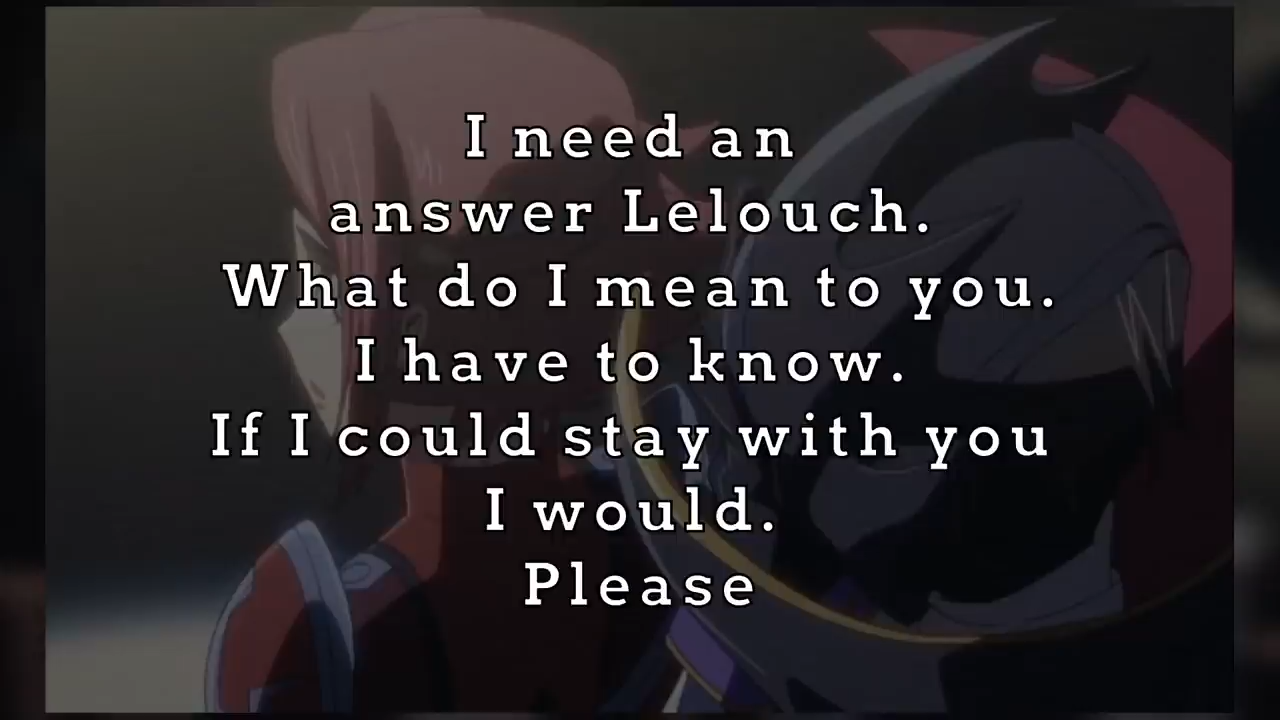 I need an
answer Lelouch.
What do I mean to you.
I have to know.
If I could stay with you
I would.
Please